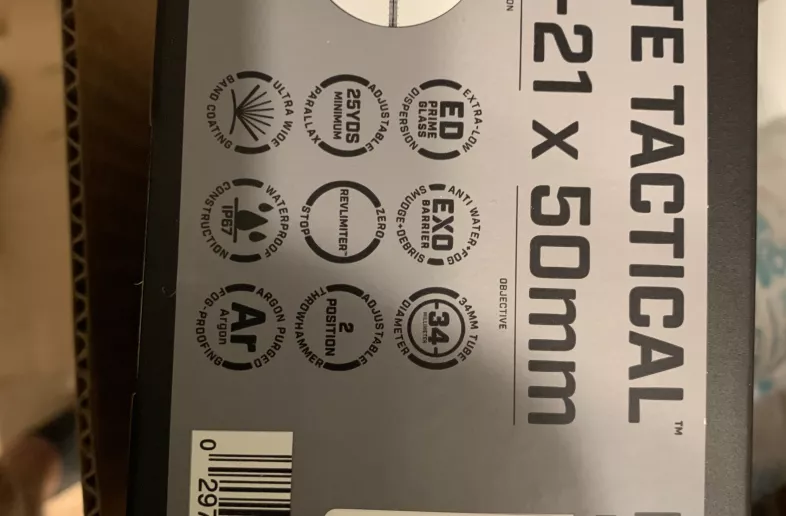 TE TACTICAL™
-21 x 50mm
OBJECTIVE
EXTRA-LOW
ED
PRIME
GLASS
DISPERSION
ANTI WATER+FOG
EXO
BARRIER
SMUDGE+DEBRIS
34MM TUBE
-34-
MILLIMETER
DIAMETER
ADJUSTABLE
25YDS
MINIMUM
PARALLAX
ZERO
REVLIMITER™
STOP
ADJUSTABLE
2
POSITION
THROWHAMMER
ULTRA WIDE
BAND COATING
WATERPROOF
IP67
CONSTRUCTION
ARGON PURGED
Ar
Argon
FOG-PROOFING
0 297